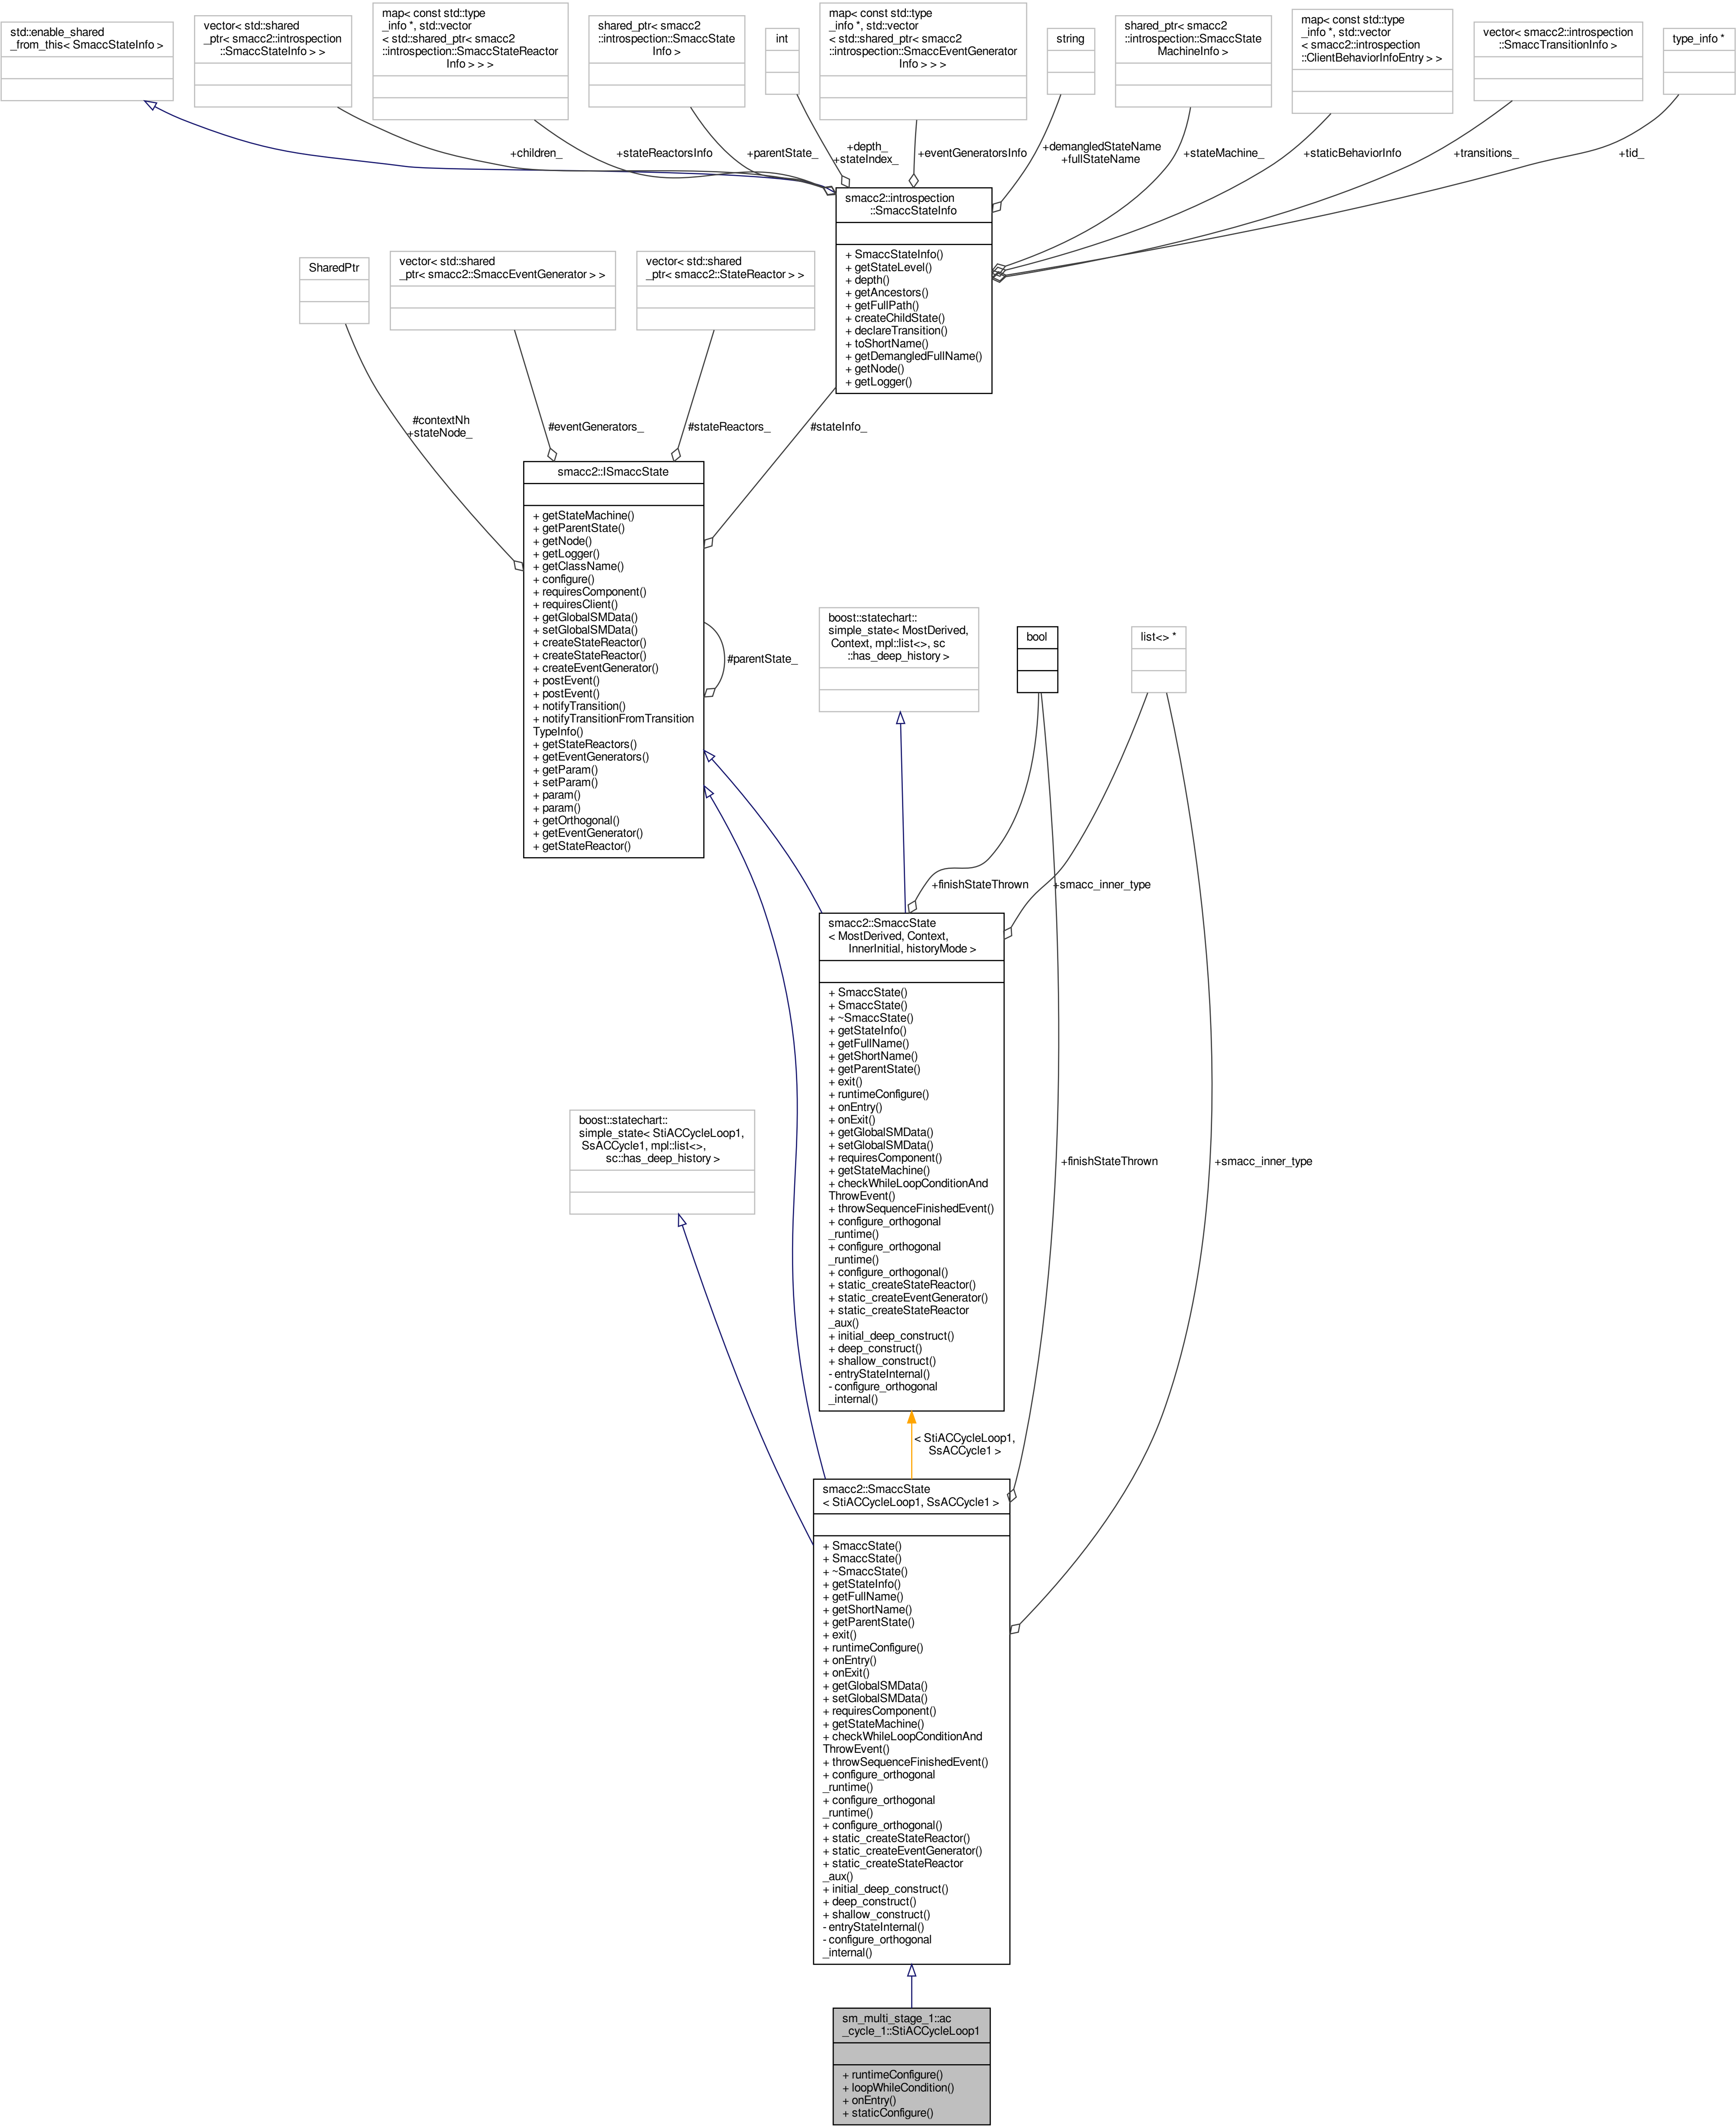 std::enable_shared
_from_this< SmaccStateInfo >
vector< std::shared
_ptr< smacc2::introspection
::SmaccStateInfo > >
map< const std::type
_info *, std::vector
< std::shared_ptr< smacc2
::introspection::SmaccStateReactor
Info > > >
shared_ptr< smacc2
::introspection::SmaccState
Info >
int
map< const std::type
_info *, std::vector
< std::shared_ptr< smacc2
::introspection::SmaccEventGenerator
Info > > >
string
shared_ptr< smacc2
::introspection::SmaccState
MachineInfo >
map< const std::type
_info *, std::vector
< smacc2::introspection
::ClientBehaviorInfoEntry > >
vector< smacc2::introspection
::SmaccTransitionInfo >
type_info *
+children_
+stateReactorsInfo
+parentState_
+depth_
+stateIndex_
+eventGeneratorsInfo
+demangledStateName
+fullStateName
+stateMachine_
+staticBehaviorInfo
+transitions_
+tid_
smacc2::introspection
::SmaccStateInfo
+ SmaccStateInfo()
+ getStateLevel()
+ depth()
+ getAncestors()
+ getFullPath()
+ createChildState()
+ declareTransition()
+ toShortName()
+ getDemangledFullName()
+ getNode()
+ getLogger()
SharedPtr
vector< std::shared
_ptr< smacc2::SmaccEventGenerator > >
vector< std::shared
_ptr< smacc2::StateReactor > >
#contextNh
+stateNode_
#eventGenerators_
#stateReactors_
#stateInfo_
smacc2::ISmaccState
+ getStateMachine()
+ getParentState()
+ getNode()
+ getLogger()
+ getClassName()
+ configure()
+ requiresComponent()
+ requiresClient()
+ getGlobalSMData()
+ setGlobalSMData()
+ createStateReactor()
+ createStateReactor()
+ createEventGenerator()
+ postEvent()
+ postEvent()
+ notifyTransition()
+ notifyTransitionFromTransition
TypeInfo()
+ getStateReactors()
+ getEventGenerators()
+ getParam()
+ setParam()
+ param()
+ param()
+ getOrthogonal()
+ getEventGenerator()
+ getStateReactor()
#parentState_
boost::statechart::
simple_state< MostDerived,
Context, mpl::list<>, sc
::has_deep_history >
bool
list<> *
+finishStateThrown
+smacc_inner_type
smacc2::SmaccState
< MostDerived, Context,
InnerInitial, historyMode >
+ SmaccState()
+ SmaccState()
+ ~SmaccState()
+ getStateInfo()
+ getFullName()
+ getShortName()
+ getParentState()
+ exit()
+ runtimeConfigure()
+ onEntry()
+ onExit()
+ getGlobalSMData()
+ setGlobalSMData()
+ requiresComponent()
+ getStateMachine()
+ checkWhileLoopConditionAnd
ThrowEvent()
+ throwSequenceFinishedEvent()
+ configure_orthogonal
_runtime()
+ configure_orthogonal
_runtime()
+ configure_orthogonal()
+ static_createStateReactor()
+ static_createEventGenerator()
+ static_createStateReactor
_aux()
+ initial_deep_construct()
+ deep_construct()
+ shallow_construct()
- entryStateInternal()
- configure_orthogonal
_internal()
boost::statechart::
simple_state< StiACCycleLoop1,
SsACCycle1, mpl::list<>,
sc::has_deep_history >
+finishStateThrown
+smacc_inner_type
< StiACCycleLoop1,
SsACCycle1 >
smacc2::SmaccState
< StiACCycleLoop1, SsACCycle1 >
+ SmaccState()
+ SmaccState()
+ ~SmaccState()
+ getStateInfo()
+ getFullName()
+ getShortName()
+ getParentState()
+ exit()
+ runtimeConfigure()
+ onEntry()
+ onExit()
+ getGlobalSMData()
+ setGlobalSMData()
+ requiresComponent()
+ getStateMachine()
+ checkWhileLoopConditionAnd
ThrowEvent()
+ throwSequenceFinishedEvent()
+ configure_orthogonal
_runtime()
+ configure_orthogonal
_runtime()
+ configure_orthogonal()
+ static_createStateReactor()
+ static_createEventGenerator()
+ static_createStateReactor
_aux()
+ initial_deep_construct()
+ deep_construct()
+ shallow_construct()
- entryStateInternal()
- configure_orthogonal
_internal()
sm_multi_stage_1::ac
_cycle_1::StiACCycleLoop1
+ runtimeConfigure()
+ loopWhileCondition()
+ onEntry()
+ staticConfigure()